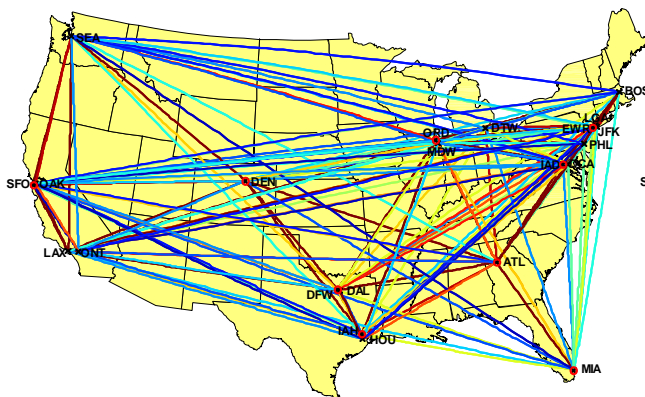 SEA
BOS
LGA
ORD
DTW
EWR
JFK
MDW
PHL
IAD
DCA
S
SFO
OAK
DEN
LAX
ONT
ATL
DFW
DAL
IAH
HOU
MIA